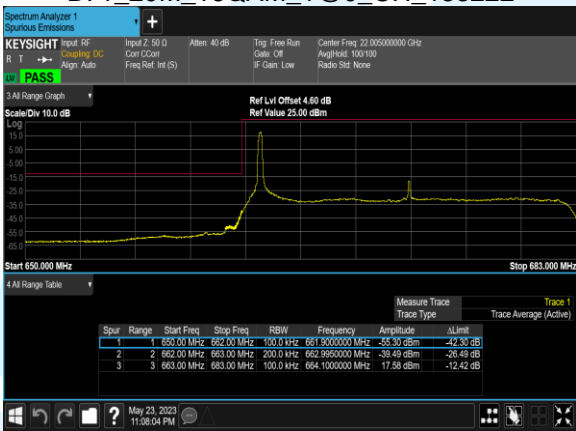 Spectrum Analyzer 1
Spurious Emissions
+
KEYSIGHT
R T
LW PASS
Input: RF
Coupling: DC
Align: Auto
Input Z: 50 Ω
Corr CCorr
Freq Ref: Int (S)
Atten: 40 dB
Trig: Free Run
Gate: Off
IF Gain: Low
Center Freq: 22.005000000 GHz
Avg|Hold: 100/100
Radio Std: None
3 All Range Graph
Scale/Div 10.0 dB
Ref Lvl Offset 4.60 dB
Ref Value 25.00 dBm
Log
15.0
5.00
-5.00
-15.0
-25.0
-35.0
-45.0
-55.0
-65.0
Start 650.000 MHz
Stop 683.000 MHz
4 All Range Table
Measure Trace Trace 1
Trace Type Trace Average (Active)
Spur Range Start Freq Stop Freq RBW Frequency Amplitude ΔLimit
1 1 650.00 MHz 662.00 MHz 100.0 kHz 661.9000000 MHz -55.30 dBm -42.30 dB
2 2 662.00 MHz 663.00 MHz 200.0 kHz 662.9950000 MHz -39.49 dBm -26.49 dB
3 3 663.00 MHz 683.00 MHz 100.0 kHz 664.1000000 MHz 17.58 dBm -12.42 dB
? May 23, 2023
11:08:04 PM